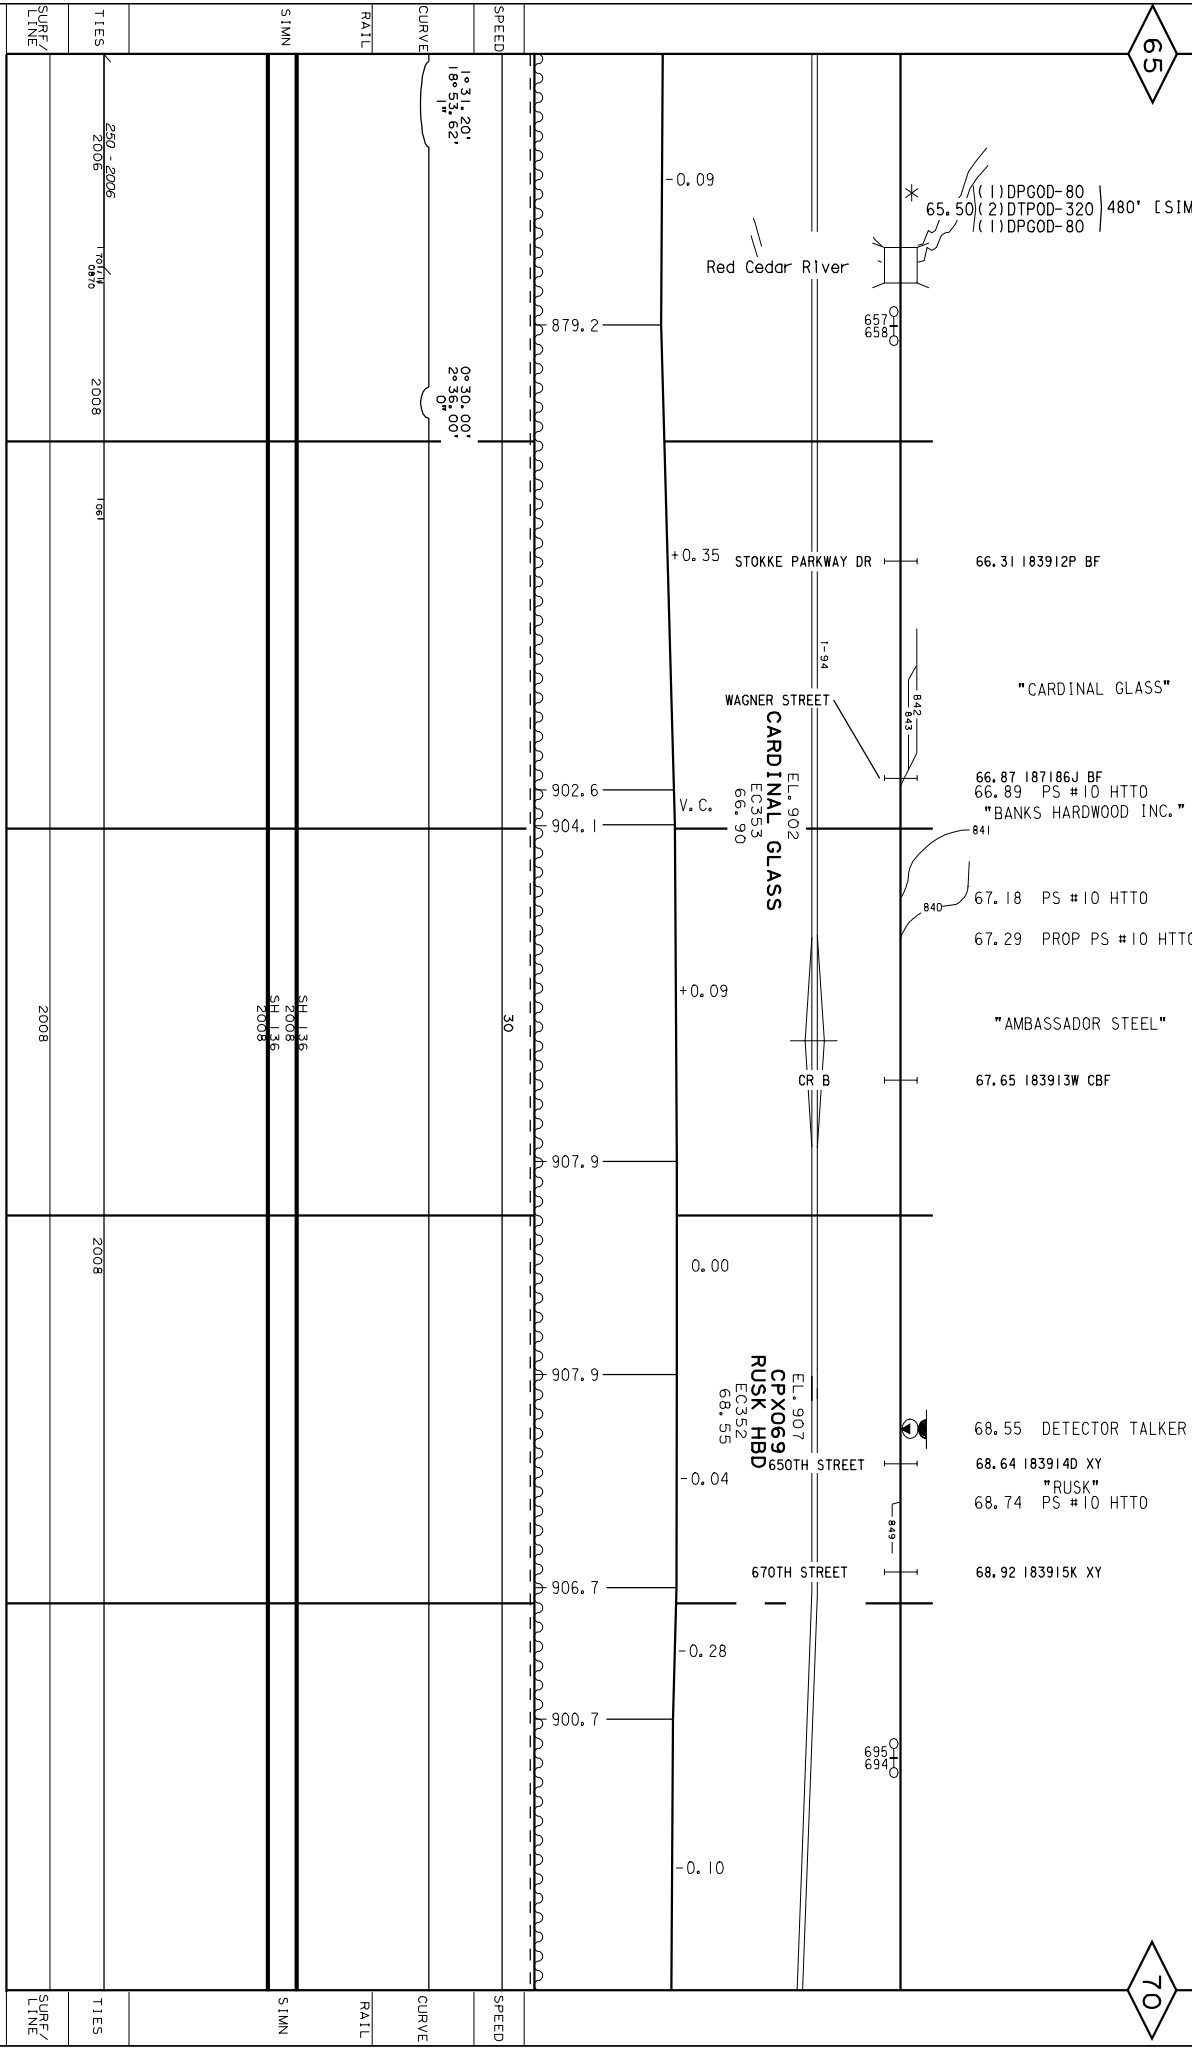 SURF/
LINE
TIES
SIMN
RAIL
CURVE
SPEED
65
1° 31.20'
18° 53.62'
1"
250 - 2006
2006
-0.09
(1)DPGOD-80
65.50 (2)DTPOD-320 480' [SIM
(1)DPGOD-80
Red Cedar River
879.2
657
658
0° 30.00'
2° 36.00'
0"
2008
1061
+0.35
STOKKE PARKWAY DR
66.31 183912P BF
I-94
"CARDINAL GLASS"
WAGNER STREET
842
843
EL. 902
CARDINAL GLASS
EC353
66.90
66.87 187186J BF
902.6
66.89 PS #10 HTTO
V.C.
"BANKS HARDWOOD INC."
904.1
841
67.18 PS #10 HTTO
840
67.29 PROP PS #10 HTTO
+0.09
SH 136
2008
SH 136
2008
2008
30
"AMBASSADOR STEEL"
CR B
67.65 183913W CBF
907.9
2008
0.00
907.9
EL. 907
CPX069
RUSK HBD
EC352
68.55
68.55 DETECTOR TALKER
650TH STREET
68.64 183914D XY
-0.04
"RUSK"
68.74 PS #10 HTTO
849
670TH STREET
68.92 183915K XY
906.7
-0.28
900.7
695
694
-0.10
70
SURF/
LINE
TIES
SIMN
RAIL
CURVE
SPEED